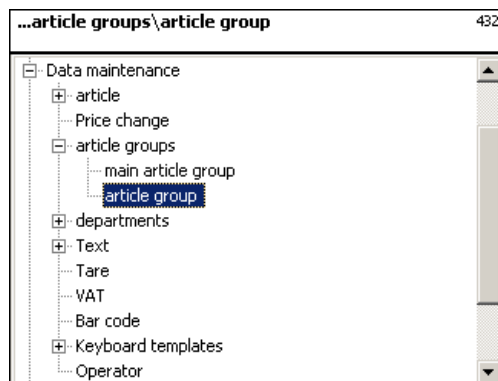 ...article groups\article group 432
Data maintenance
article
Price change
article groups
main article group
article group
departments
Text
Tare
VAT
Bar code
Keyboard templates
Operator